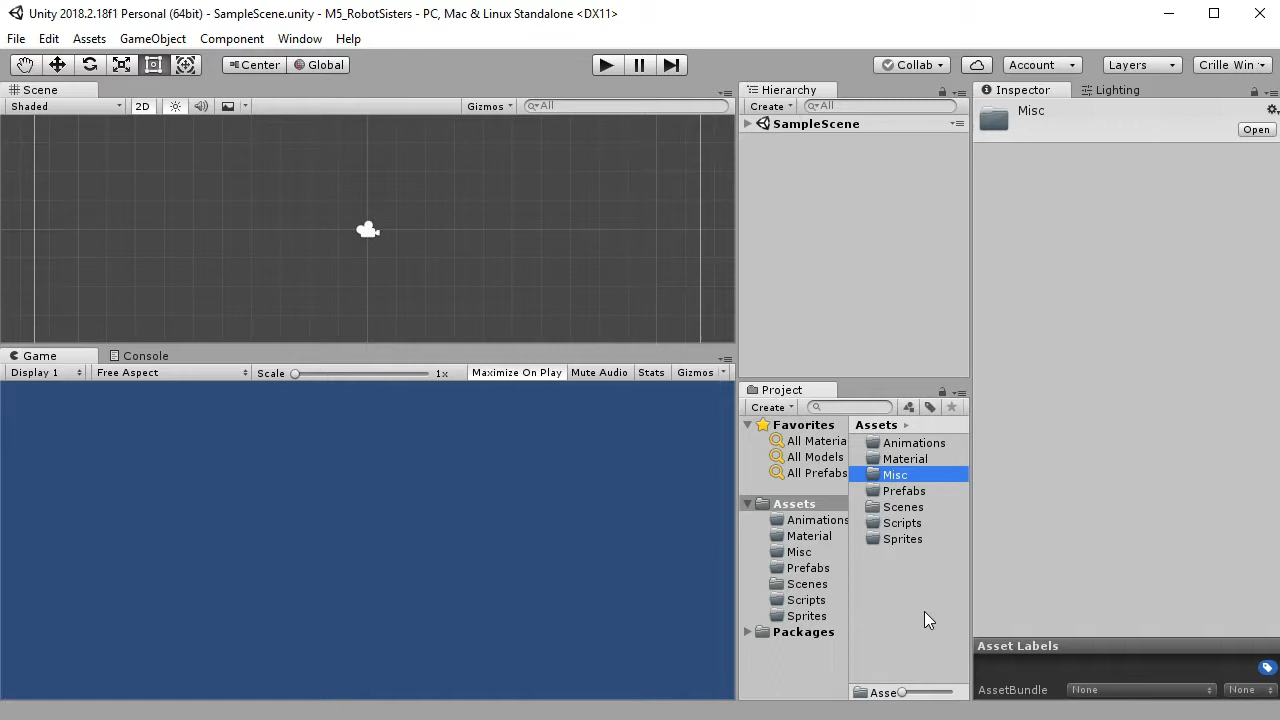 Unity 2018.2.18f1 Personal (64bit) - SampleScene.unity - M5_RobotSisters - PC, Mac & Linux Standalone <DX11>
File Edit Assets GameObject Component Window Help
Center Global Collab Account Layers Crille Win
Scene
Shaded 2D Gizmos All
Hierarchy
Create All
SampleScene
Inspector Lighting
Misc
Open
Game Console
Display 1 Free Aspect Scale 1x Maximize On Play Mute Audio Stats Gizmos
Project
Create
Favorites
All Materia
All Models
All Prefabs
Assets
Animations
Material
Misc
Prefabs
Scenes
Scripts
Sprites
Packages
Assets
Animations
Material
Misc
Prefabs
Scenes
Scripts
Sprites
Asse
Asset Labels
AssetBundle None None